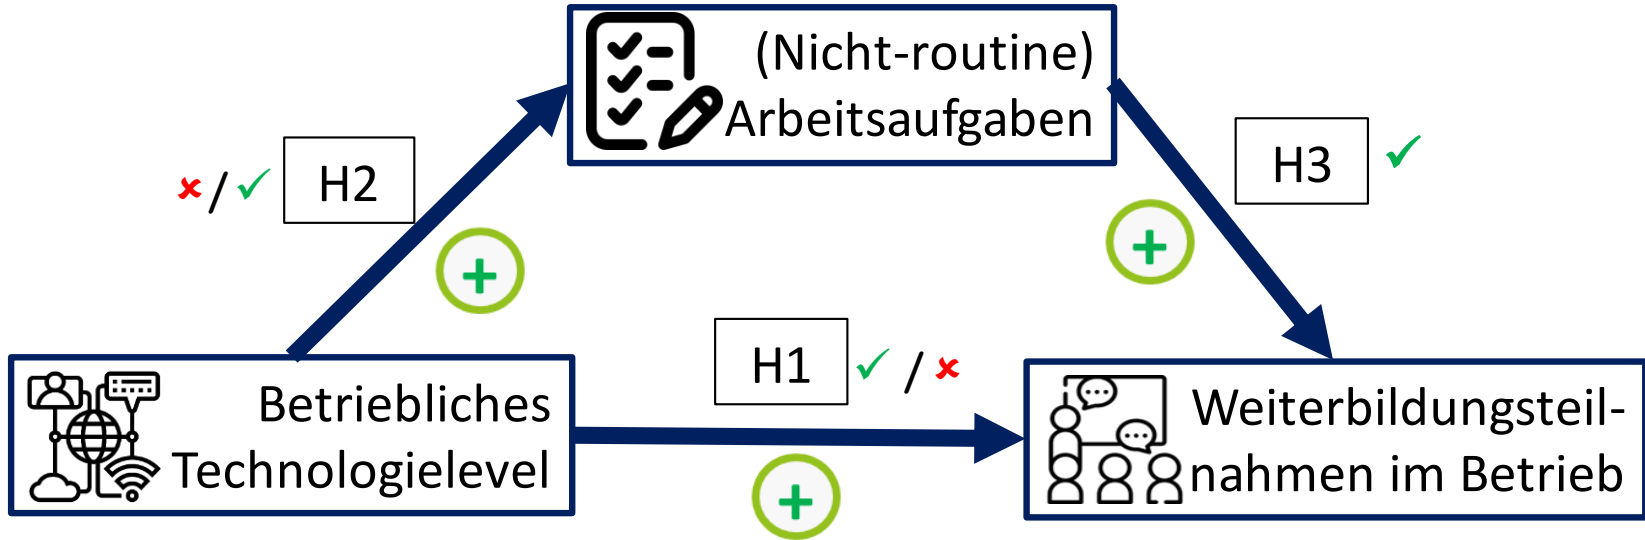 (Nicht-routine)
Arbeitsaufgaben
✘/✓ H2
H3 ✓
+
+
H1 ✓ / ✘
Betriebliches
Technologielevel
+
Weiterbildungsteil-
nahmen im Betrieb